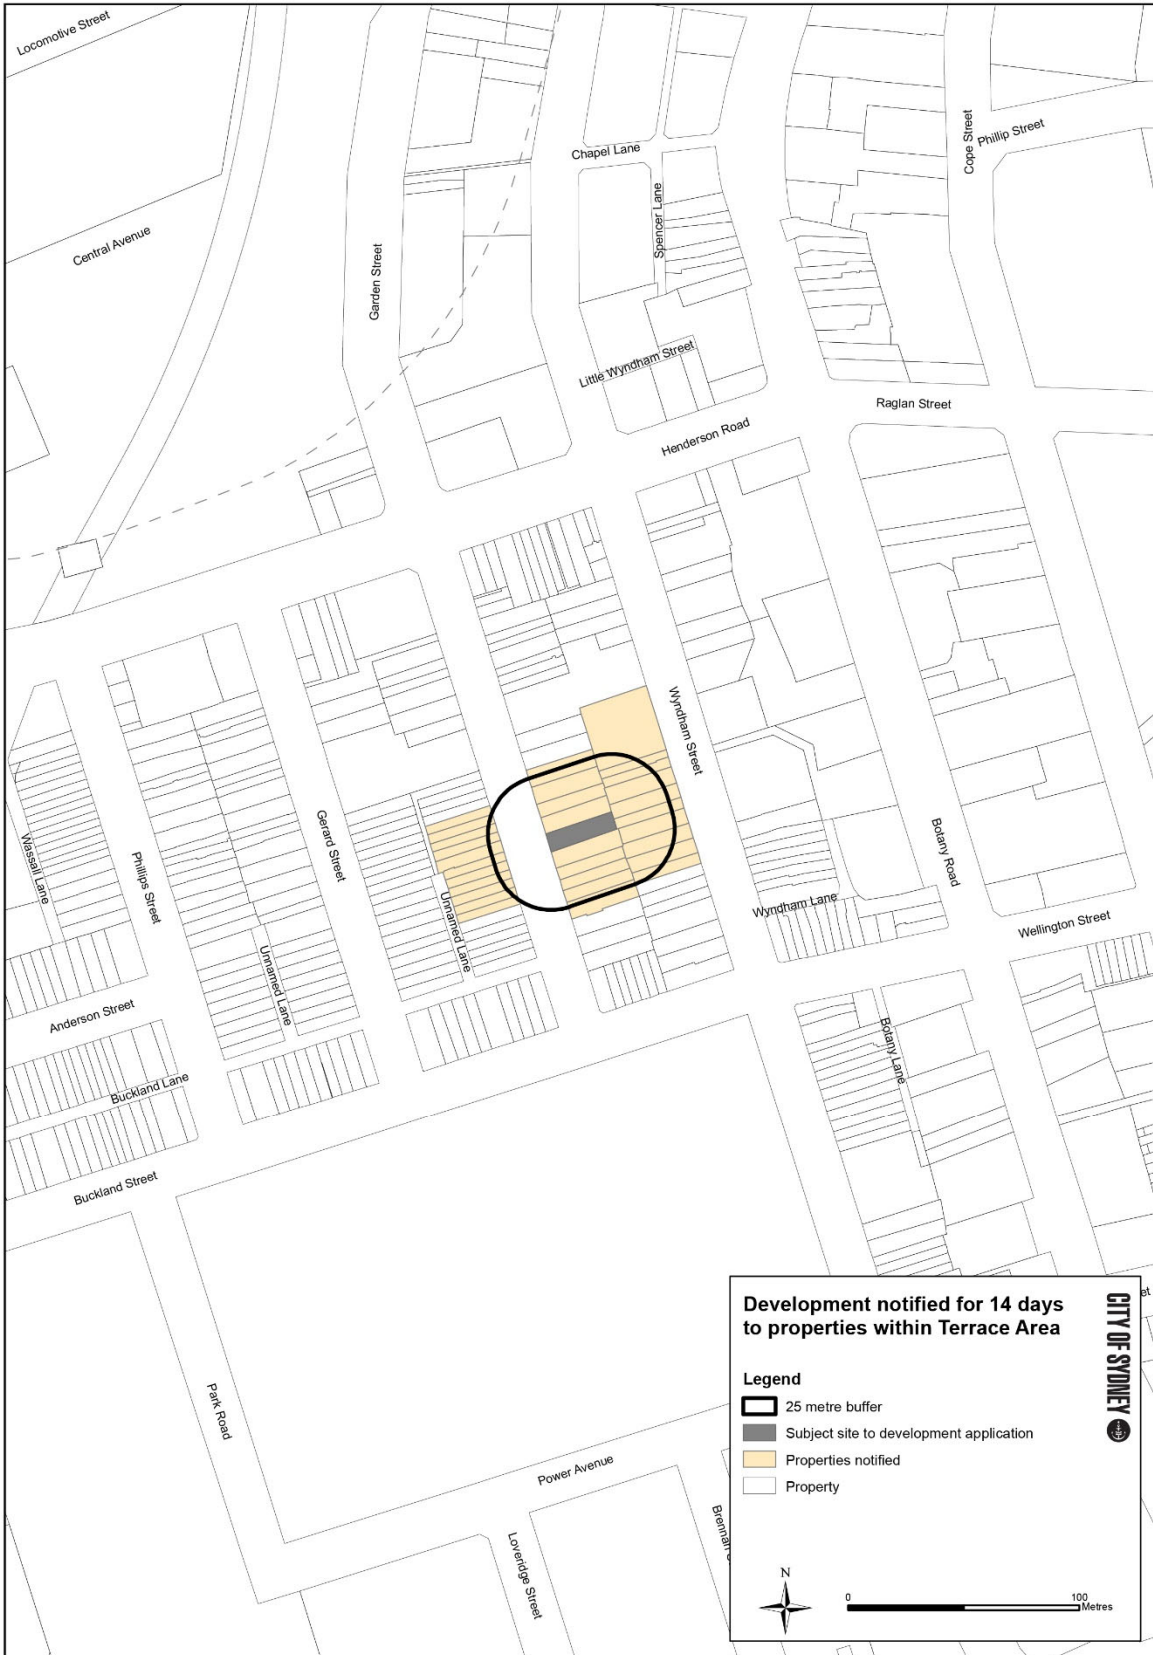 Locomotive Street
Central Avenue
Garden Street
Chapel Lane
Spencer Lane
Cope Street
Phillip Street
Little Wyndham Street
Henderson Road
Raglan Street
Wyndham Street
Gerard Street
Wassall Lane
Phillips Street
Unnamed Lane
Unnamed Lane
Botany Road
Wyndham Lane
Wellington Street
Anderson Street
Buckland Lane
Botany Lane
Buckland Street
Park Road
Power Avenue
Loveridge Street
Brennan S
et
Development notified for 14 days
to properties within Terrace Area
CITY OF SYDNEY
Legend
25 metre buffer
Subject site to development application
Properties notified
Property
N
0 100
Metres